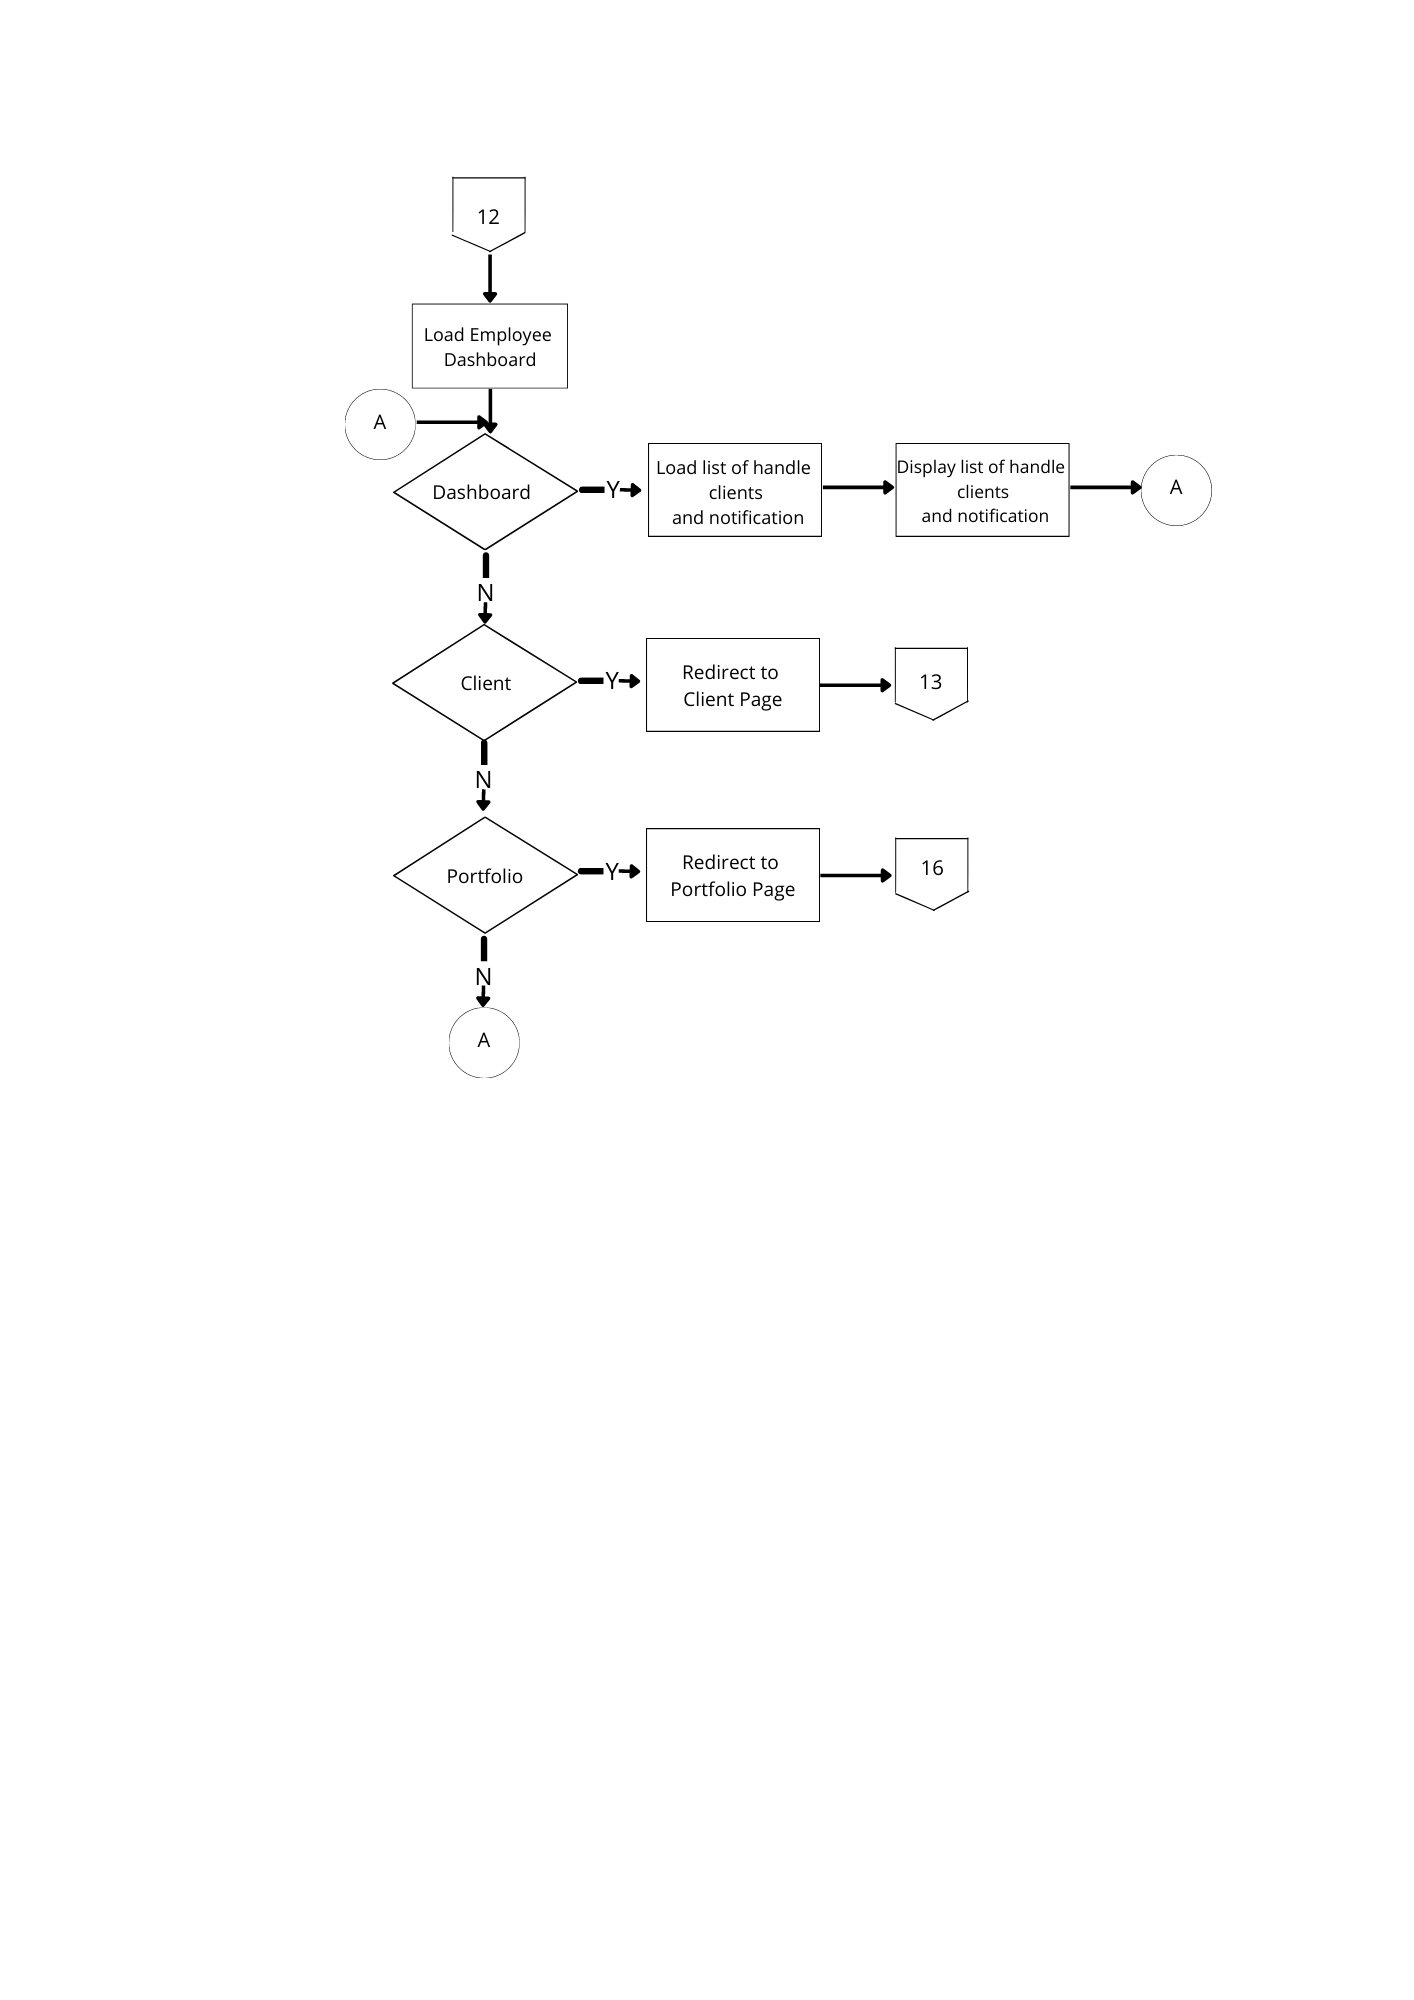 12
Load Employee
Dashboard
A
Dashboard
Y
Load list of handle
clients
and notification
Display list of handle
clients
and notification
A
N
Client
Y
Redirect to
Client Page
13
N
Portfolio
Y
Redirect to
Portfolio Page
16
N
A